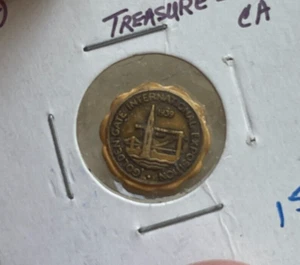 TREASURE
CA
GOLDEN GATE INTERNATIONAL EXPOSITION
1939